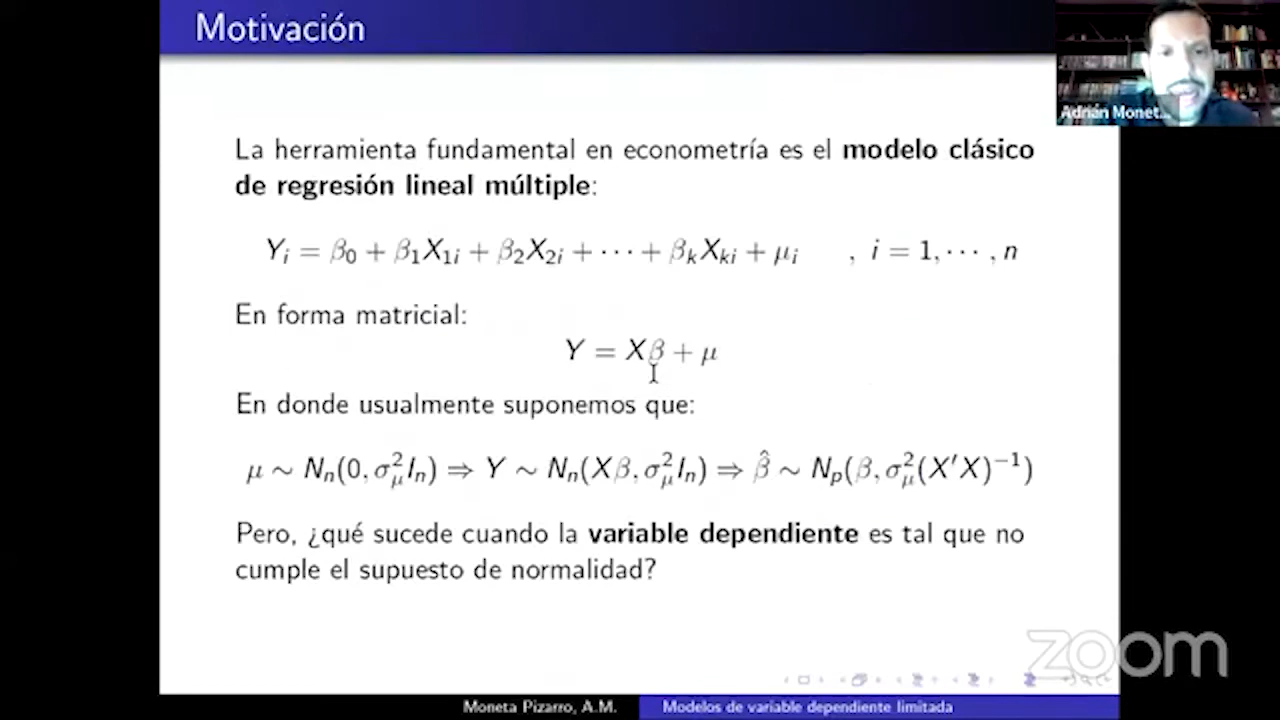 Motivación
Adrián Monet...
La herramienta fundamental en econometría es el modelo clásico
de regresión lineal múltiple:
Yᵢ = β₀ + β₁X₁ᵢ + β₂X₂ᵢ + ··· + βₖXₖᵢ + μᵢ , i = 1, ··· , n
En forma matricial:
Y = Xβ + μ
En donde usualmente suponemos que:
μ ∼ Nₙ(0, σ²_μ Iₙ) ⇒ Y ∼ Nₙ(Xβ, σ²_μ Iₙ) ⇒ β̂ ∼ Nₚ(β, σ²_μ (X′X)⁻¹)
Pero, ¿qué sucede cuando la variable dependiente es tal que no
cumple el supuesto de normalidad?
zoom
Moneta Pizarro, A.M. Modelos de variable dependiente limitada